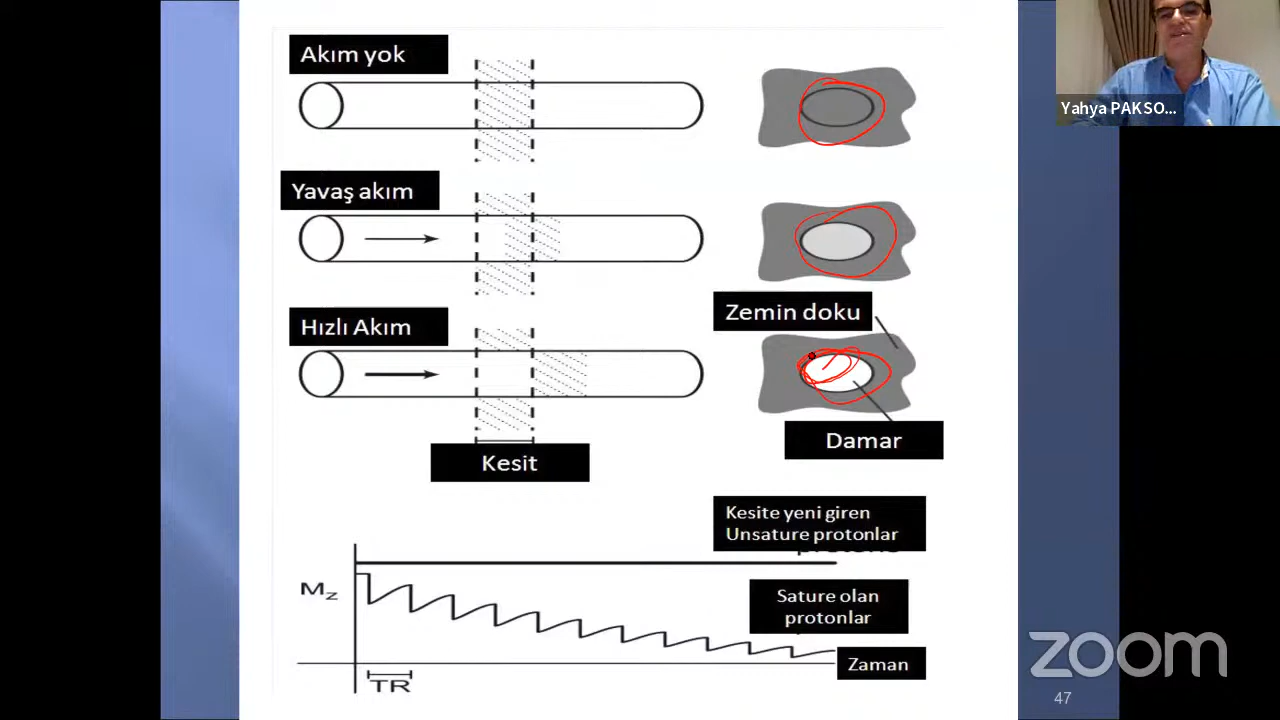 Akım yok
Yahya PAKSO...
Yavaş akım
Zemin doku
Hızlı Akım
Damar
Kesit
Kesite yeni giren
Unsature protonlar
Mz
Sature olan
protonlar
Zaman
TR
zoom
47